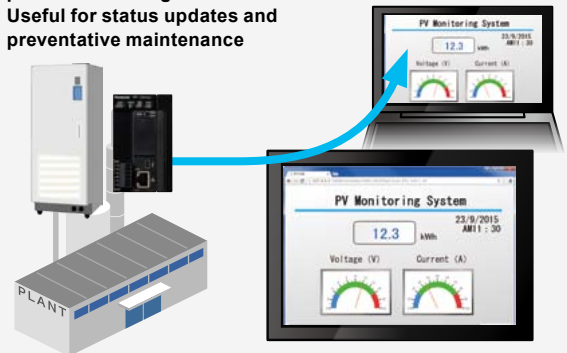 Useful for status updates and
preventative maintenance
PV Monitoring System
23/9/2015
AM11 : 30
12.3 kWh
Voltage (V) Current (A)
PLANT
PV Monitoring System
23/9/2015
AM11 : 30
12.3 kWh
Voltage (V) Current (A)